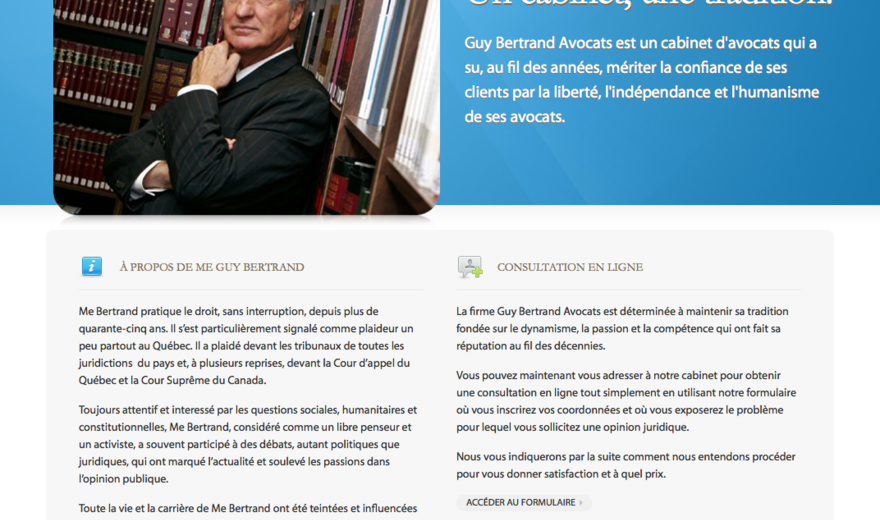 Un cabinet, une tradition.
Guy Bertrand Avocats est un cabinet d'avocats qui a
su, au fil des années, mériter la confiance de ses
clients par la liberté, l'indépendance et l'humanisme
de ses avocats.
À PROPOS DE ME GUY BERTRAND
Me Bertrand pratique le droit, sans interruption, depuis plus de
quarante-cinq ans. Il s'est particulièrement signalé comme plaideur un
peu partout au Québec. Il a plaidé devant les tribunaux de toutes les
juridictions du pays et, à plusieurs reprises, devant la Cour d'appel du
Québec et la Cour Suprême du Canada.
Toujours attentif et interessé par les questions sociales, humanitaires et
constitutionnelles, Me Bertrand, considéré comme un libre penseur et
un activiste, a souvent participé à des débats, autant politiques que
juridiques, qui ont marqué l'actualité et soulevé les passions dans
l'opinion publique.
Toute la vie et la carrière de Me Bertrand ont été teintées et influencées
CONSULTATION EN LIGNE
La firme Guy Bertrand Avocats est déterminée à maintenir sa tradition
fondée sur le dynamisme, la passion et la compétence qui ont fait sa
réputation au fil des décennies.
Vous pouvez maintenant vous adresser à notre cabinet pour obtenir
une consultation en ligne tout simplement en utilisant notre formulaire
où vous inscrirez vos coordonnées et où vous exposerez le problème
pour lequel vous sollicitez une opinion juridique.
Nous vous indiquerons par la suite comment nous entendons procéder
pour vous donner satisfaction et à quel prix.
ACCÉDER AU FORMULAIRE